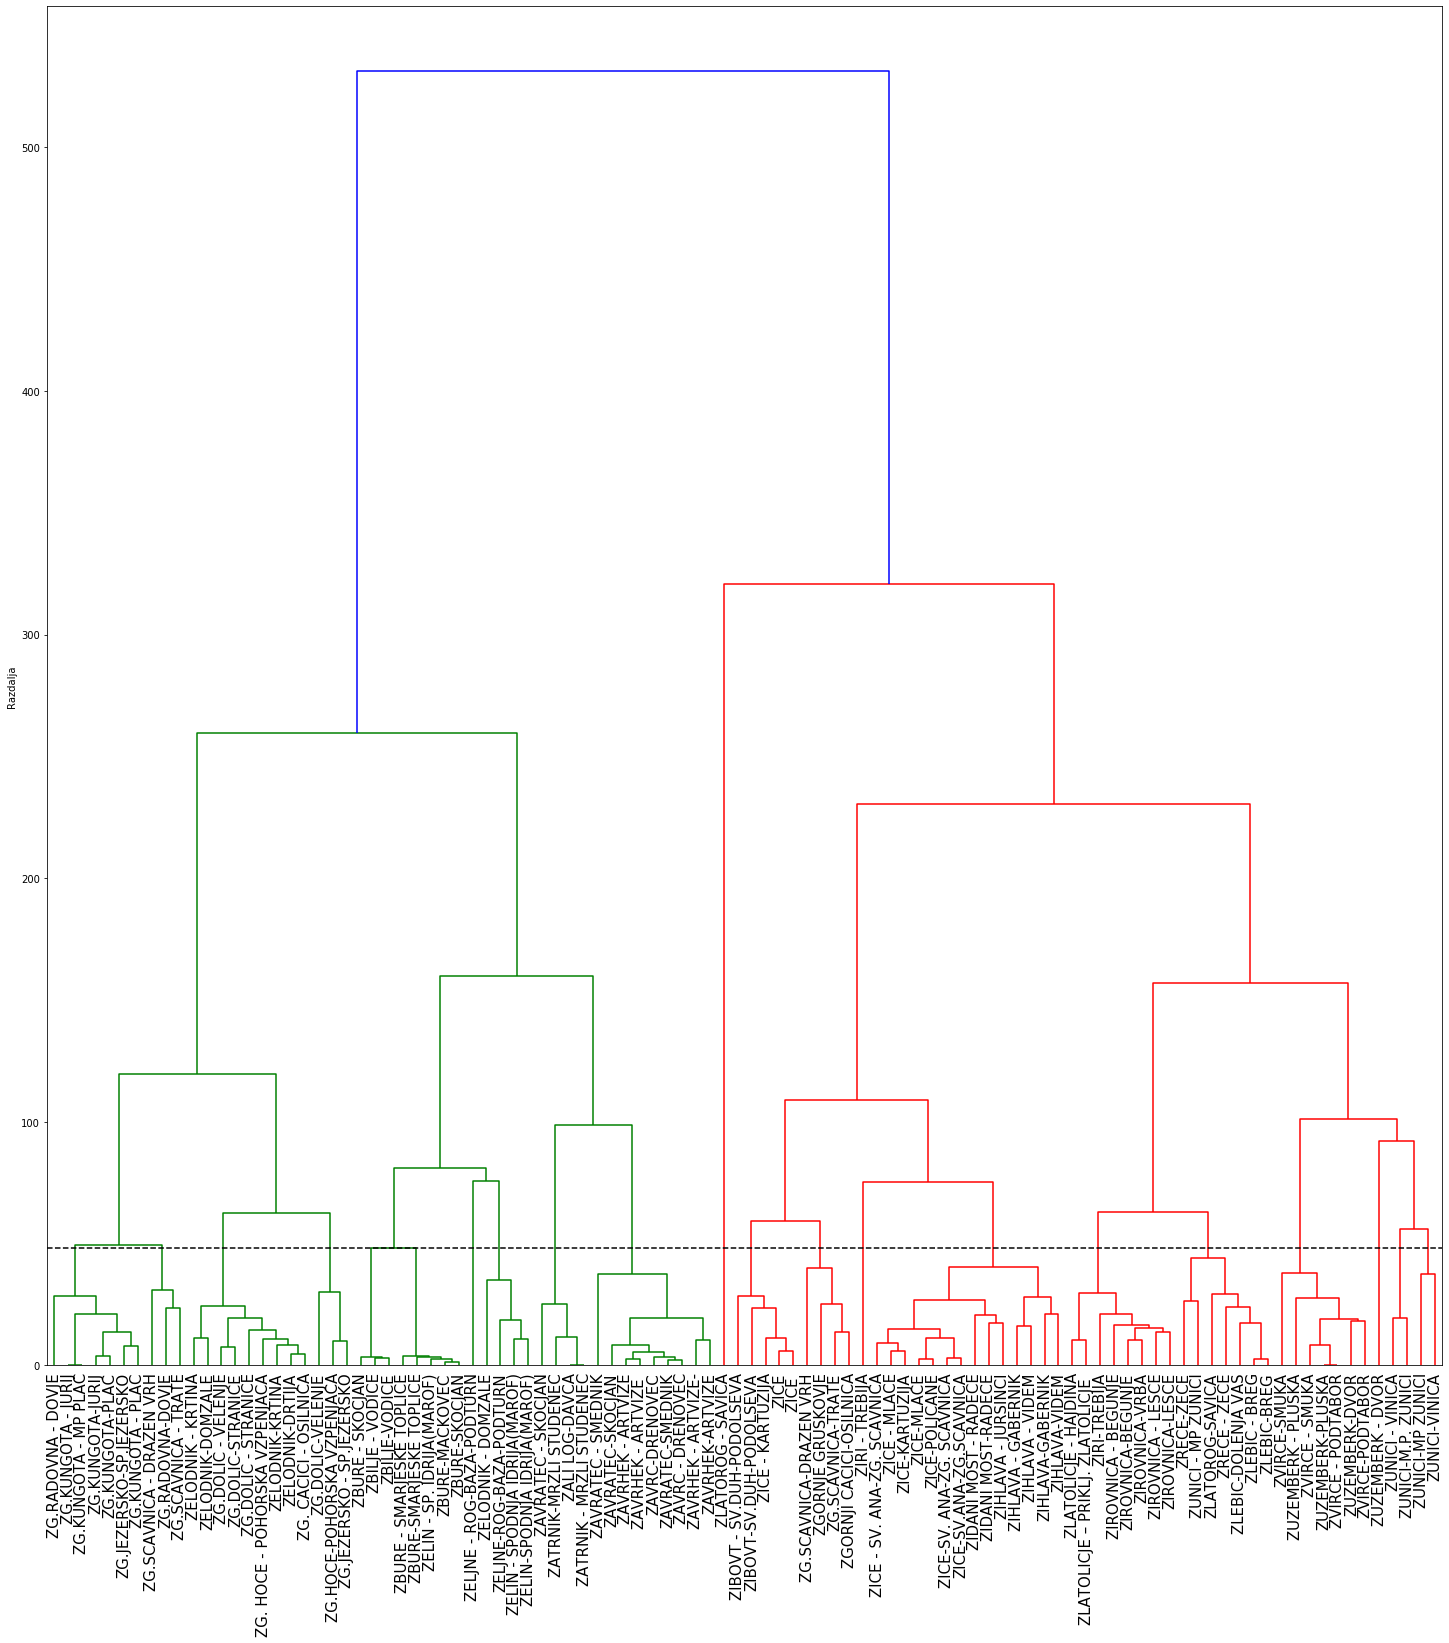 500
400
300
200
100
0
Razdalja
ZG.RADOVNA - DOVJE
ZG.KUNGOTA - JURIJ
ZG.KUNGOTA - MP PLAC
ZG.KUNGOTA-JURIJ
ZG.KUNGOTA-PLAC
ZG.JEZERSKO-SP.JEZERSKO
ZG.KUNGOTA - PLAC
ZG.SCAVNICA - DRAZEN VRH
ZG.RADOVNA-DOVJE
ZG.SCAVNICA - TRATE
ZELODNIK - KRTINA
ZELODNIK-DOMZALE
ZG.DOLIC - VELENJE
ZG.DOLIC-STRANICE
ZG.DOLIC - STRANICE
ZG. HOCE - POHORSKA VZPENJACA
ZELODNIK-KRTINA
ZELODNIK-DRTIJA
ZG. CACICI - OSILNICA
ZG.DOLIC-VELENJE
ZG.HOCE-POHORSKA VZPENJACA
ZG.JEZERSKO - SP.JEZERSKO
ZBURE - SKOCJAN
ZBILJE - VODICE
ZBILJE-VODICE
ZBURE - SMARJESKE TOPLICE
ZBURE-SMARJESKE TOPLICE
ZELIN - SP. IDRIJA(MAROF)
ZBURE-MACKOVEC
ZBURE-SKOCJAN
ZELJNE - ROG-BAZA-PODTURN
ZELODNIK - DOMZALE
ZELJNE-ROG-BAZA-PODTURN
ZELIN - SPODNJA IDRIJA(MAROF)
ZELIN-SPODNJA IDRIJA(MAROF)
ZAVRATEC - SKOCJAN
ZATRNIK-MRZLI STUDENEC
ZALI LOG-DAVCA
ZATRNIK - MRZLI STUDENEC
ZAVRATEC - SMEDNIK
ZAVRATEC-SKOCJAN
ZAVRHEK - ARTVIZE
ZAVRHEK - ARTVIZE
ZAVRC-DRENOVEC
ZAVRATEC-SMEDNIK
ZAVRC - DRENOVEC
ZAVRHEK - ARTVIZE-
ZAVRHEK-ARTVIZE
ZLATOROG - SAVICA
ZIBOVT - SV.DUH-PODOLSEVA
ZIBOVT-SV.DUH-PODOLSEVA
ZICE - KARTUZIJA
ZICE
ZICE
ZG.SCAVNICA-DRAZEN VRH
ZGORNJE GRUSKOVJE
ZG.SCAVNICA-TRATE
ZGORNJI CACICI-OSILNICA
ZIRI - TREBIJA
ZICE - SV. ANA-ZG. SCAVNICA
ZICE - MLACE
ZICE-KARTUZIJA
ZICE-MLACE
ZICE-POLICANE
ZICE-SV. ANA-ZG. SCAVNICA
ZICE-SV.ANA-ZG.SCAVNICA
ZIDANI MOST - RADECE
ZIDANI MOST-RADECE
ZIHLAVA - JURSINCI
ZIHLAVA - GABERNIK
ZIHLAVA - VIDEM
ZIHLAVA-GABERNIK
ZIHLAVA-VIDEM
ZLATOLICJE - HAJDINA
ZLATOLICJE - PRIKLJ. ZLATOLICJE
ZIRI-TREBIJA
ZIROVNICA - BEGUNJE
ZIROVNICA-BEGUNJE
ZIROVNICA-VRBA
ZIROVNICA - LESCE
ZIROVNICA-LESCE
ZRECE-ZECE
ZUNICI - MP ZUNICI
ZLATOROG-SAVICA
ZRECE - ZECE
ZLEBIC-DOLENJA VAS
ZLEBIC - BREG
ZLEBIC-BREG
ZVIRCE-SMUKA
ZUZEMBERK - PLUSKA
ZVIRCE - SMUKA
ZUZEMBERK-PLUSKA
ZVIRCE - PODTABOR
ZUZEMBERK-DVOR
ZVIRCE-PODTABOR
ZUZEMBERK - DVOR
ZUNICI - VINICA
ZUNICI-M.P. ZUNICI
ZUNICI-MP ZUNICI
ZUNICI-VINICA